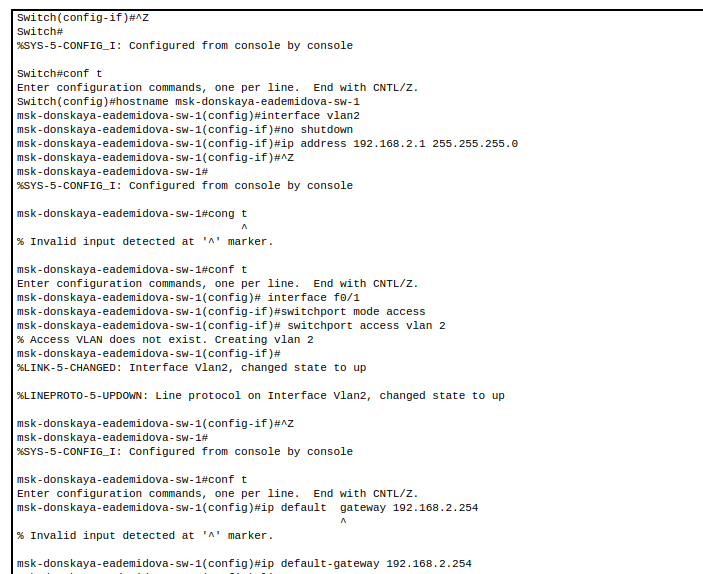 Switch(config-if)#^Z
Switch#
%SYS-5-CONFIG_I: Configured from console by console
Switch#conf t
Enter configuration commands, one per line.  End with CNTL/Z.
Switch(config)#hostname msk-donskaya-eademidova-sw-1
msk-donskaya-eademidova-sw-1(config)#interface vlan2
msk-donskaya-eademidova-sw-1(config-if)#no shutdown
msk-donskaya-eademidova-sw-1(config-if)#ip address 192.168.2.1 255.255.255.0
msk-donskaya-eademidova-sw-1(config-if)#^Z
msk-donskaya-eademidova-sw-1#
%SYS-5-CONFIG_I: Configured from console by console
msk-donskaya-eademidova-sw-1#cong t
^
% Invalid input detected at '^' marker.
msk-donskaya-eademidova-sw-1#conf t
Enter configuration commands, one per line.  End with CNTL/Z.
msk-donskaya-eademidova-sw-1(config)# interface f0/1
msk-donskaya-eademidova-sw-1(config-if)#switchport mode access
msk-donskaya-eademidova-sw-1(config-if)# switchport access vlan 2
% Access VLAN does not exist. Creating vlan 2
msk-donskaya-eademidova-sw-1(config-if)#
%LINK-5-CHANGED: Interface Vlan2, changed state to up
%LINEPROTO-5-UPDOWN: Line protocol on Interface Vlan2, changed state to up
msk-donskaya-eademidova-sw-1(config-if)#^Z
msk-donskaya-eademidova-sw-1#
%SYS-5-CONFIG_I: Configured from console by console
msk-donskaya-eademidova-sw-1#conf t
Enter configuration commands, one per line.  End with CNTL/Z.
msk-donskaya-eademidova-sw-1(config)#ip default  gateway 192.168.2.254
^
% Invalid input detected at '^' marker.
msk-donskaya-eademidova-sw-1(config)#ip default-gateway 192.168.2.254